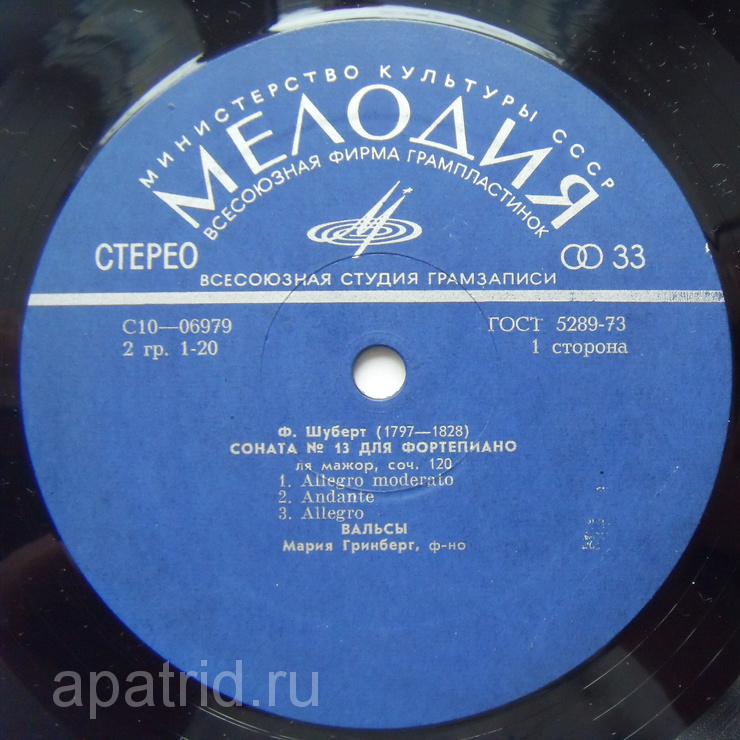 МИНИСТЕРСТВО КУЛЬТУРЫ СССР
МЕЛОДИЯ
ВСЕСОЮЗНАЯ ФИРМА ГРАМПЛАСТИНОК
СТЕРЕО
33
ВСЕСОЮЗНАЯ СТУДИЯ ГРАМЗАПИСИ
С10—06979
ГОСТ 5289-73
2 гр. 1-20
1 сторона
Ф. Шуберт (1797—1828)
СОНАТА № 13 ДЛЯ ФОРТЕПИАНО
ля мажор, соч. 120
1. Allegro moderato
2. Andante
3. Allegro
ВАЛЬСЫ
Мария Гринберг, ф-но
apatrid.ru